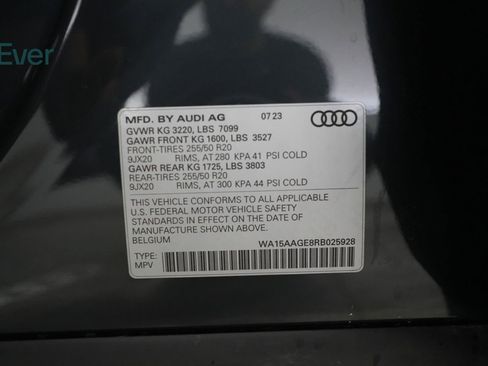 Ever
MFD. BY AUDI AG 07 23
GVWR KG 3220, LBS 7099
GAWR FRONT KG 1600, LBS 3527
FRONT-TIRES 255/50 R20
9JX20 RIMS, AT 280 KPA 41 PSI COLD
GAWR REAR KG 1725, LBS 3803
REAR-TIRES 255/50 R20
9JX20 RIMS, AT 300 KPA 44 PSI COLD
THIS VEHICLE CONFORMS TO ALL APPLICABLE
U.S. FEDERAL MOTOR VEHICLE SAFETY
STANDARDS IN EFFECT ON THE DATE OF
MANUFACTURE SHOWN ABOVE.
BELGIUM WA15AAGE8RB025928
TYPE:
MPV